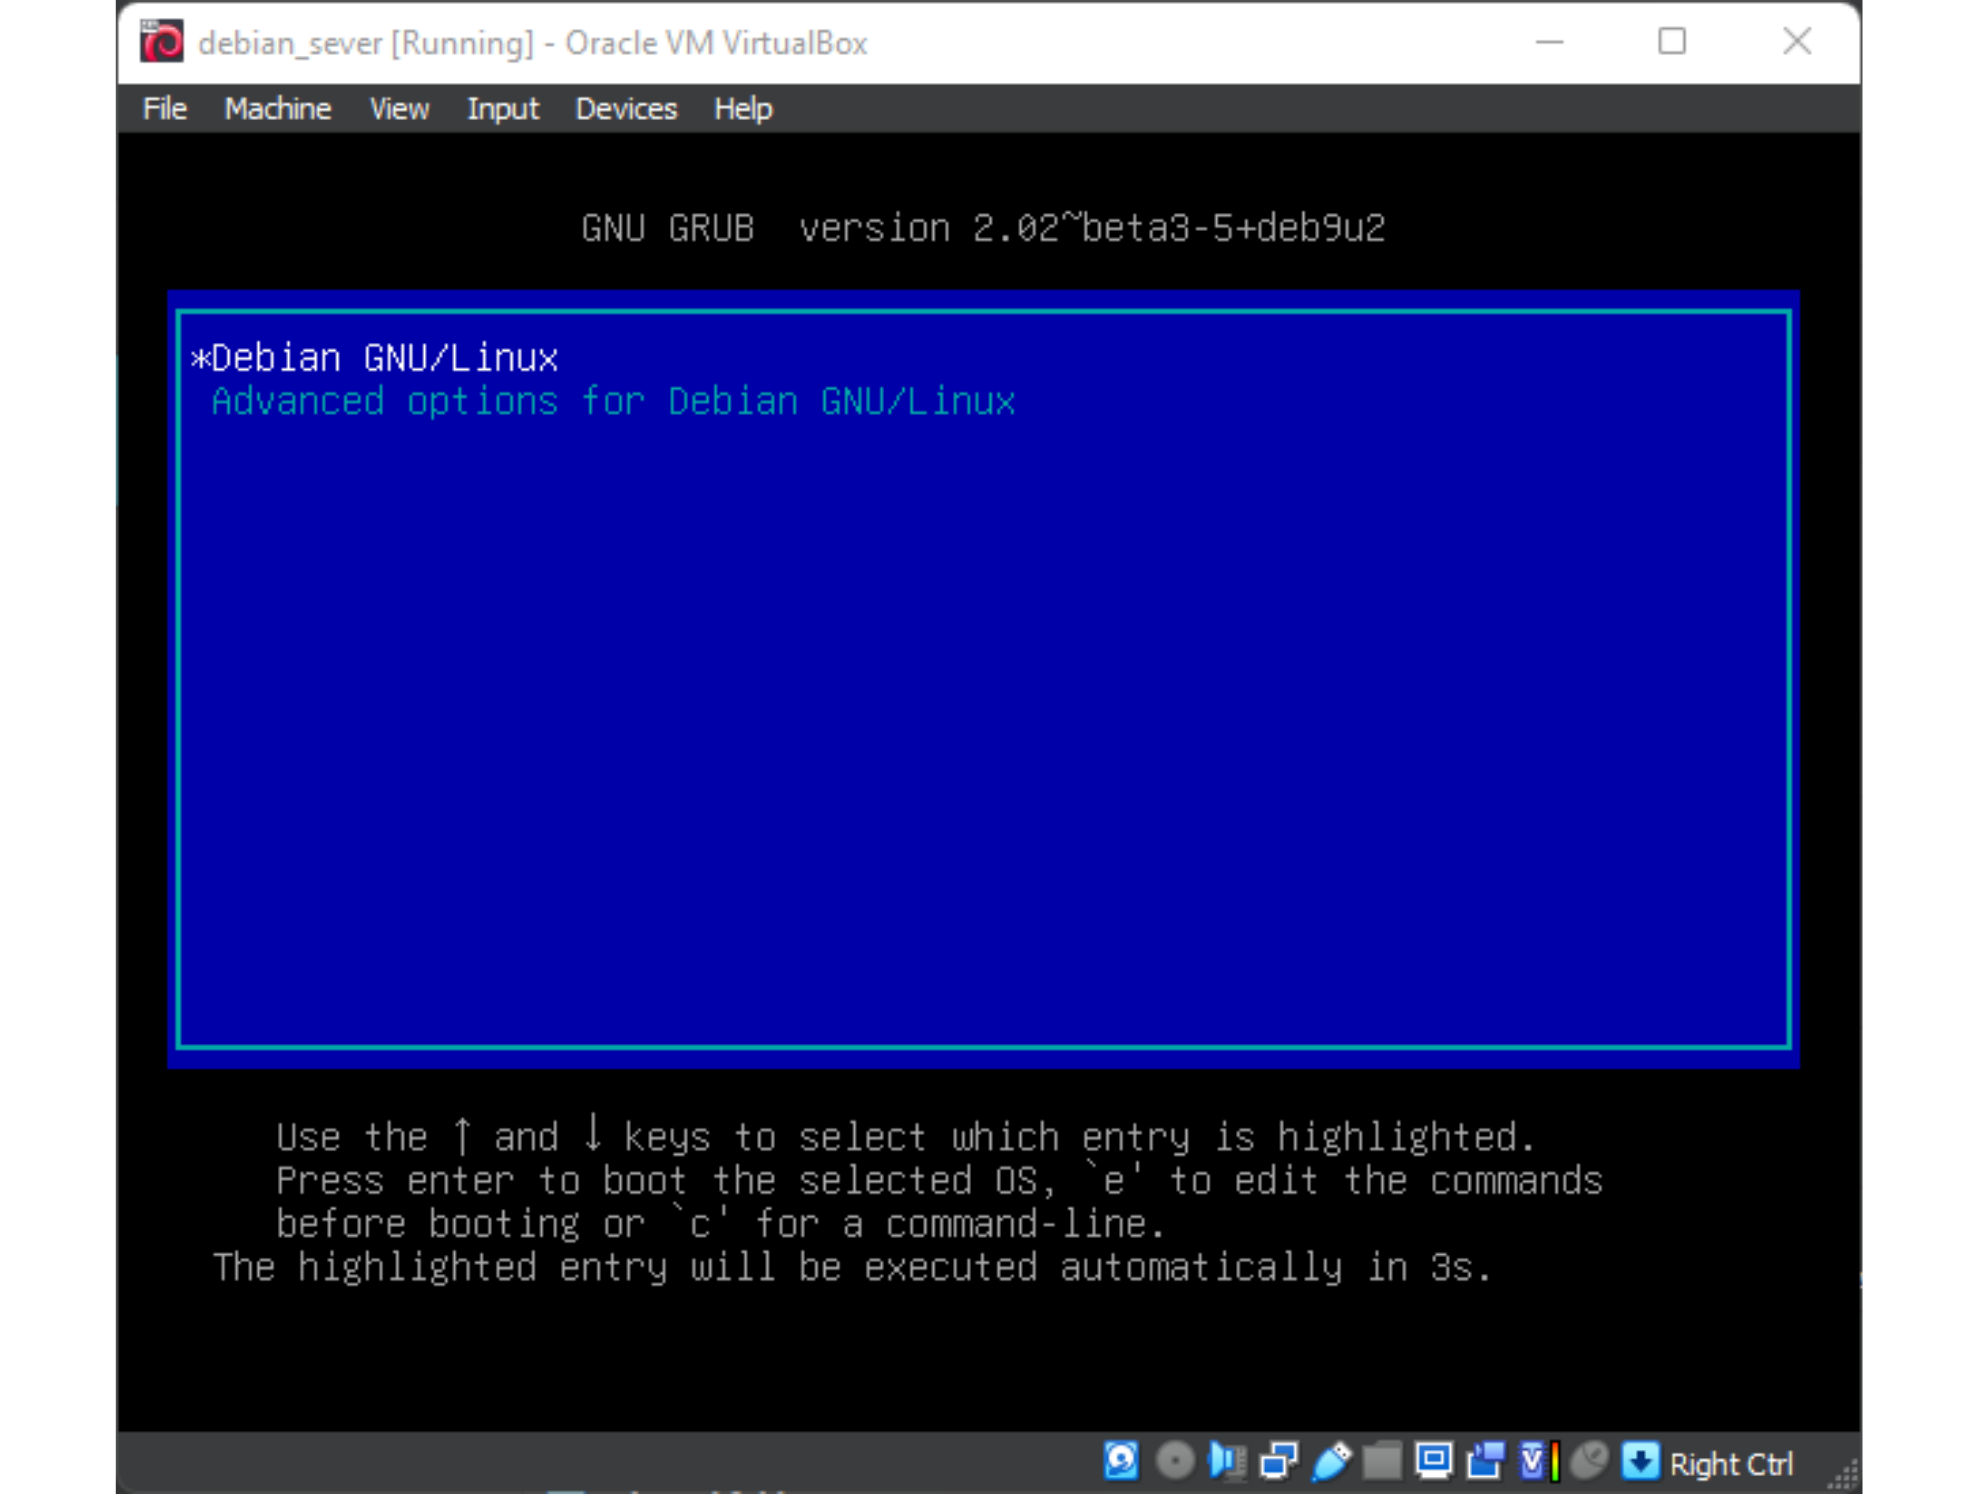 debian_sever [Running] - Oracle VM VirtualBox
File Machine View Input Devices Help
GNU GRUB version 2.02~beta3-5+deb9u2
*Debian GNU/Linux
Advanced options for Debian GNU/Linux
Use the ↑ and ↓ keys to select which entry is highlighted.
Press enter to boot the selected OS, `e' to edit the commands
before booting or `c' for a command-line.
The highlighted entry will be executed automatically in 3s.
Right Ctrl